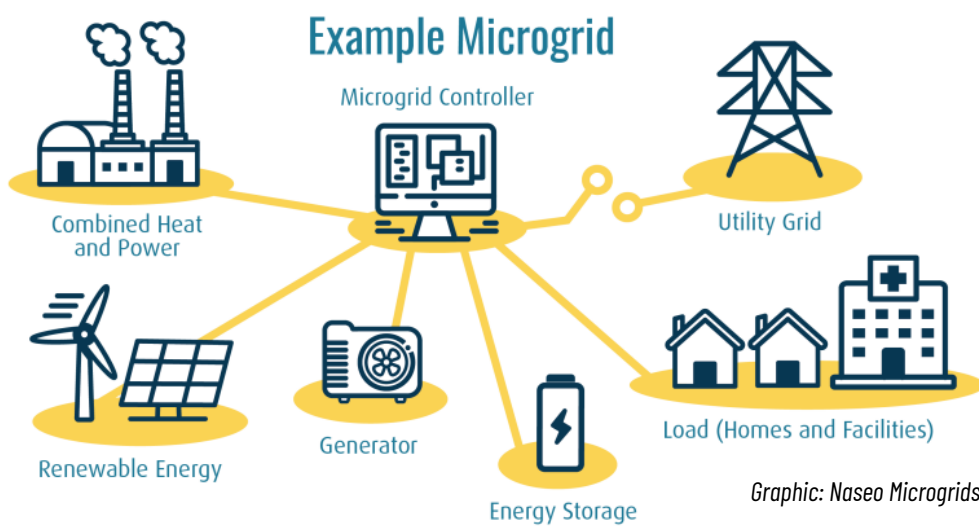 Example Microgrid
Microgrid Controller
Combined Heat
and Power
Utility Grid
Renewable Energy
Generator
Energy Storage
Load (Homes and Facilities)
Graphic: Naseo Microgrids